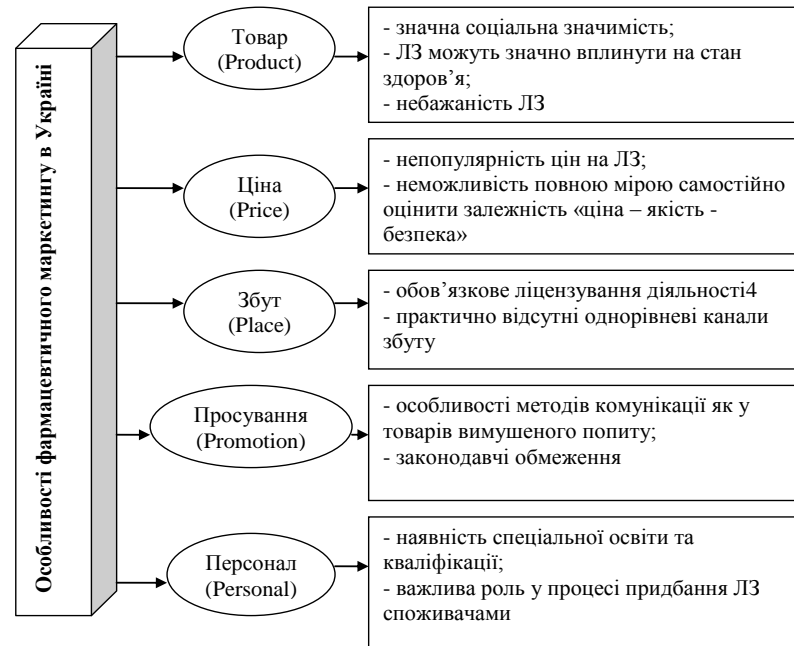 Особливості фармацевтичного маркетингу в Україні
Товар
(Product)
- значна соціальна значимість;
- ЛЗ можуть значно вплинути на стан
здоров’я;
- небажаність ЛЗ
Ціна
(Price)
- непопулярність цін на ЛЗ;
- неможливість повною мірою самостійно
оцінити залежність «ціна – якість -
безпека»
Збут
(Place)
- обов’язкове ліцензування діяльності4
- практично відсутні однорівневі канали
збуту
Просування
(Promotion)
- особливості методів комунікації як у
товарів вимушеного попиту;
- законодавчі обмеження
Персонал
(Personal)
- наявність спеціальної освіти та
кваліфікації;
- важлива роль у процесі придбання ЛЗ
споживачами